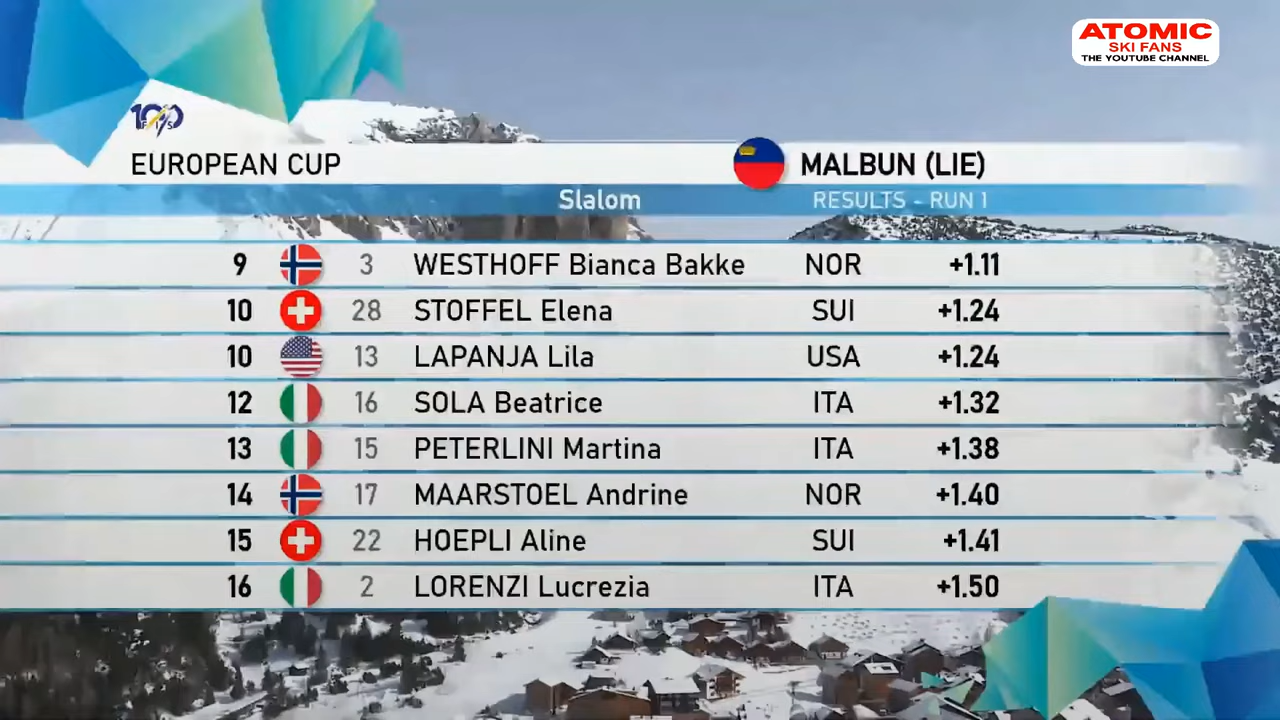 ATOMIC
SKI FANS
THE YOUTUBE CHANNEL
100
FIS
EUROPEAN CUP
MALBUN (LIE)
Slalom
RESULTS - RUN 1
9 3 WESTHOFF Bianca Bakke NOR +1.11
10 28 STOFFEL Elena SUI +1.24
10 13 LAPANJA Lila USA +1.24
12 16 SOLA Beatrice ITA +1.32
13 15 PETERLINI Martina ITA +1.38
14 17 MAARSTOEL Andrine NOR +1.40
15 22 HOEPLI Aline SUI +1.41
16 2 LORENZI Lucrezia ITA +1.50